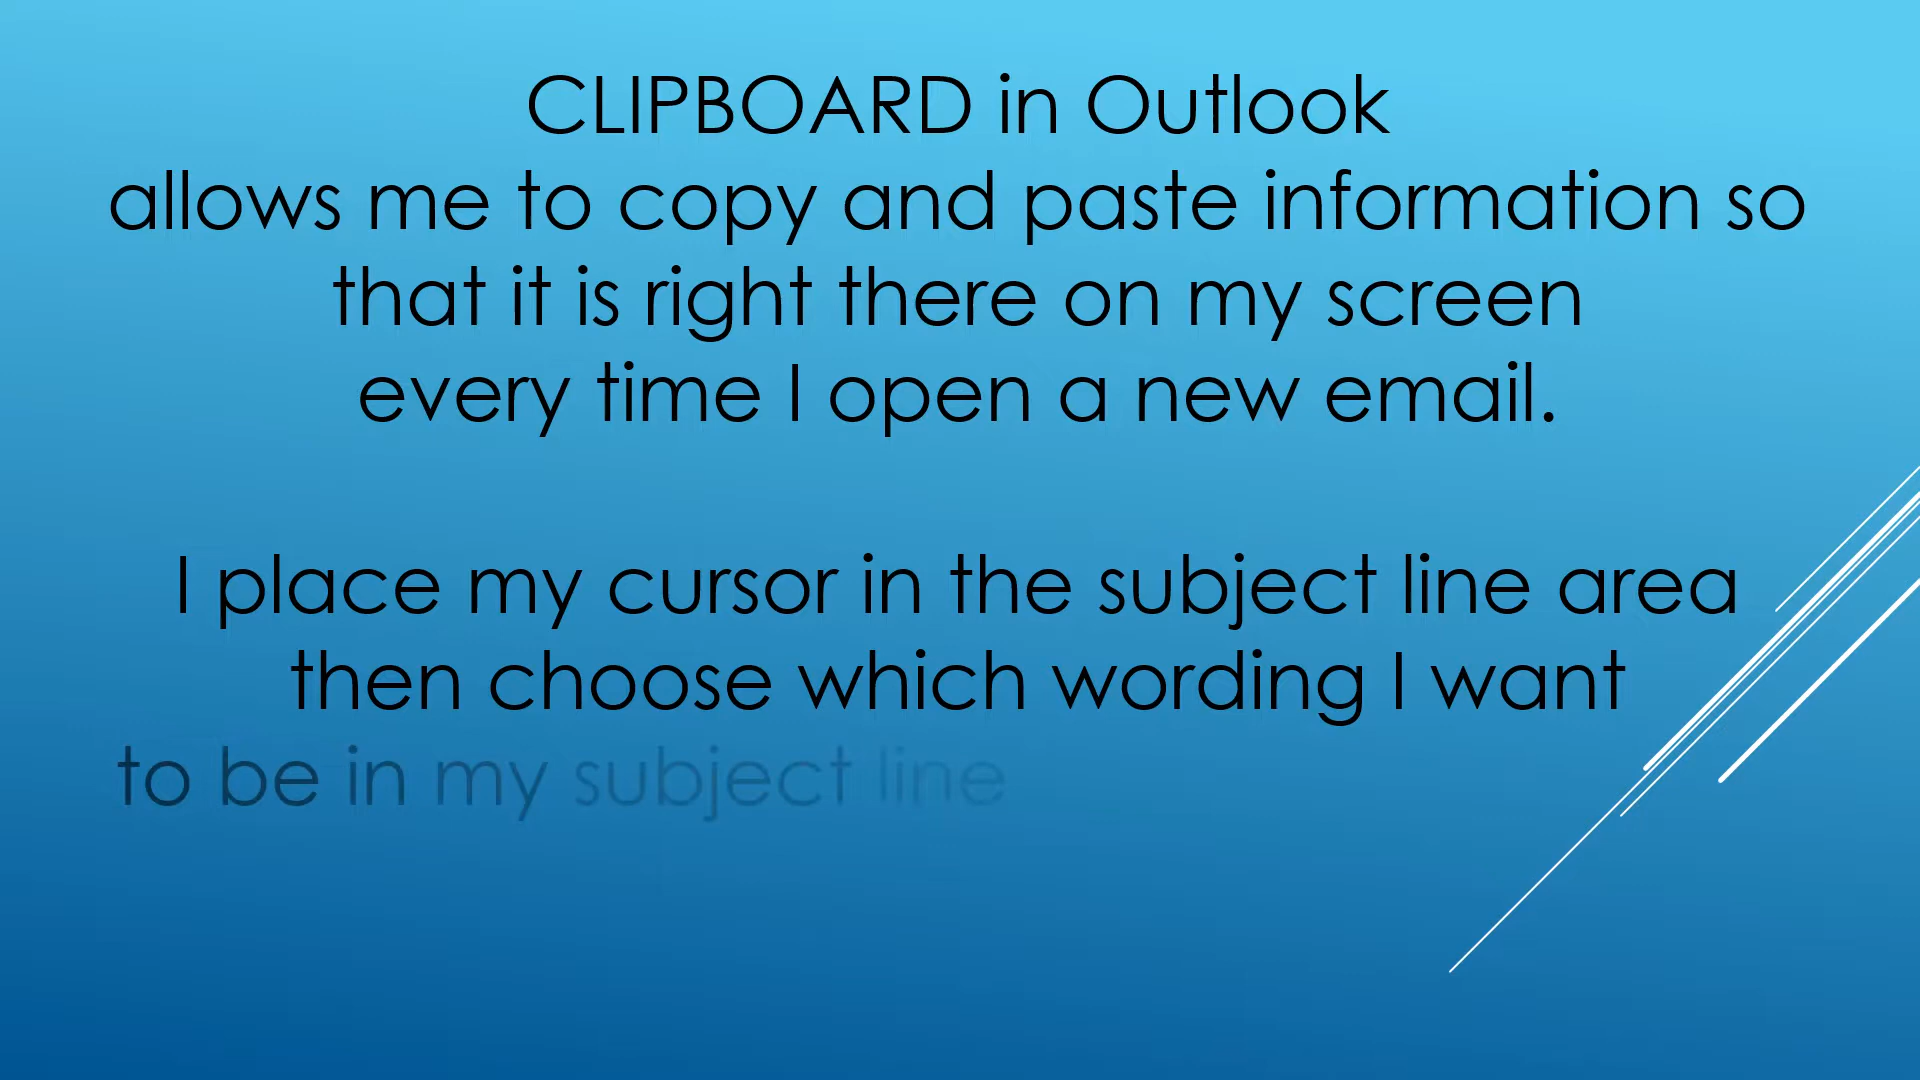 CLIPBOARD in Outlook
allows me to copy and paste information so
that it is right there on my screen
every time I open a new email.
I place my cursor in the subject line area
then choose which wording I want
to be in my subject line